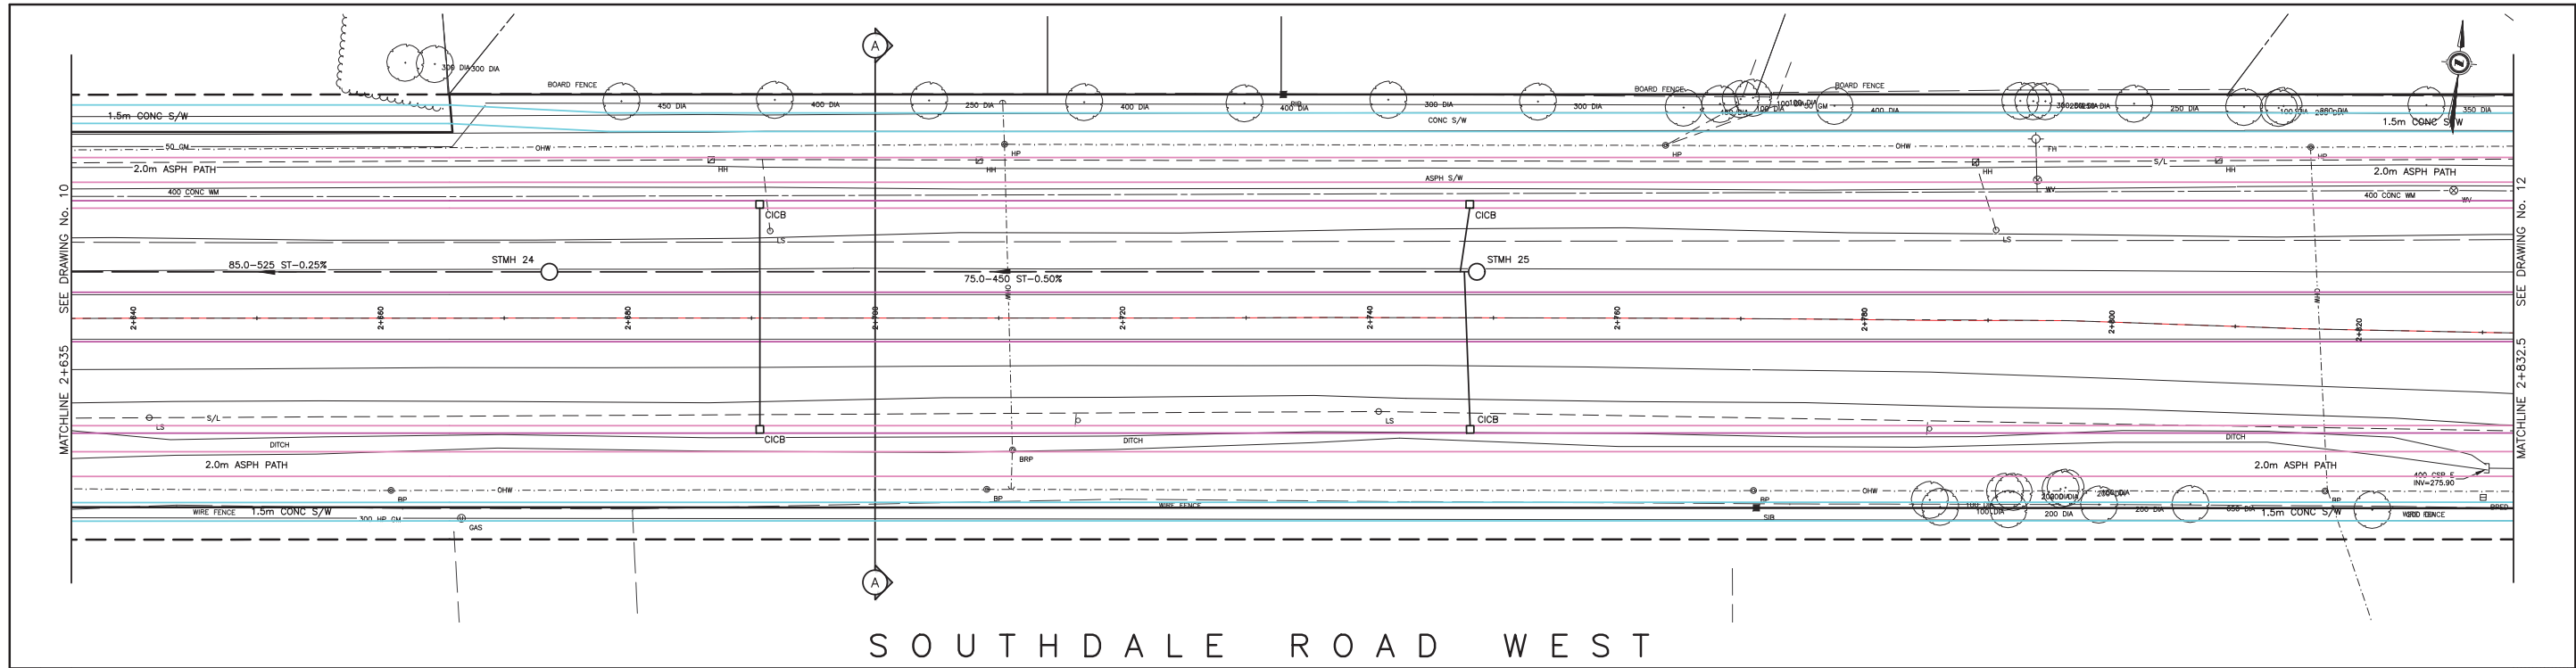 A
300 DIA 300 DIA
BOARD FENCE
BOARD FENCE
BOARD FENCE
450 DIA
400 DIA
250 DIA
400 DIA
400 DIA
300 DIA
300 DIA
400 DIA
250 DIA
350 DIA
1.5m CONC S/W
CONC S/W
1.5m CONC S/W
50 GM
OHW
HP
HP
OHW
FH
HP
HH
HH
HH
S/L
HH
2.0m ASPH PATH
ASPH S/W
2.0m ASPH PATH
400 CONC WM
WV
400 CONC WM
WV
CICB
CICB
LS
LS
85.0-525 ST-0.25%
STMH 24
75.0-450 ST-0.50%
STMH 25
OHW
OHW
2+640
2+660
2+680
2+700
2+720
2+740
2+760
2+780
2+800
2+820
MATCHLINE 2+635 SEE DRAWING No. 10
MATCHLINE 2+832.5 SEE DRAWING No. 12
LS
S/L
LS
CICB
CICB
DITCH
DITCH
DITCH
2.0m ASPH PATH
BRP
2.0m ASPH PATH
400 CSP-E
INV=275.90
BP
OHW
BP
BP
OHW
BP
WIRE FENCE
1.5m CONC S/W
300 HP GM
GAS
WIRE FENCE
SIB
100 DIA
200 DIA
200 DIA
1.5m CONC S/W
A
SOUTHDALE ROAD WEST